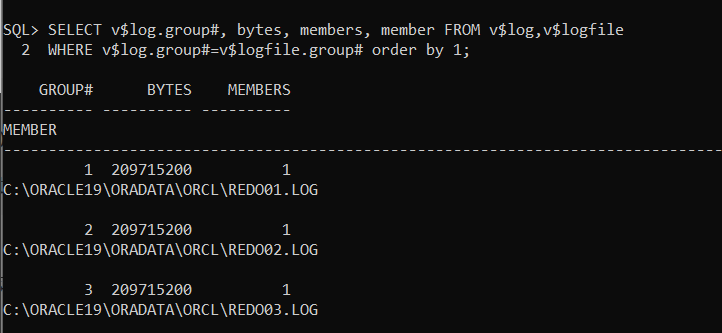 SQL> SELECT v$log.group#, bytes, members, member FROM v$log,v$logfile
  2  WHERE v$log.group#=v$logfile.group# order by 1;
    GROUP#      BYTES    MEMBERS
---------- ---------- ----------
MEMBER
--------------------------------------------------------------------------------
         1  209715200          1
C:\ORACLE19\ORADATA\ORCL\REDO01.LOG
         2  209715200          1
C:\ORACLE19\ORADATA\ORCL\REDO02.LOG
         3  209715200          1
C:\ORACLE19\ORADATA\ORCL\REDO03.LOG